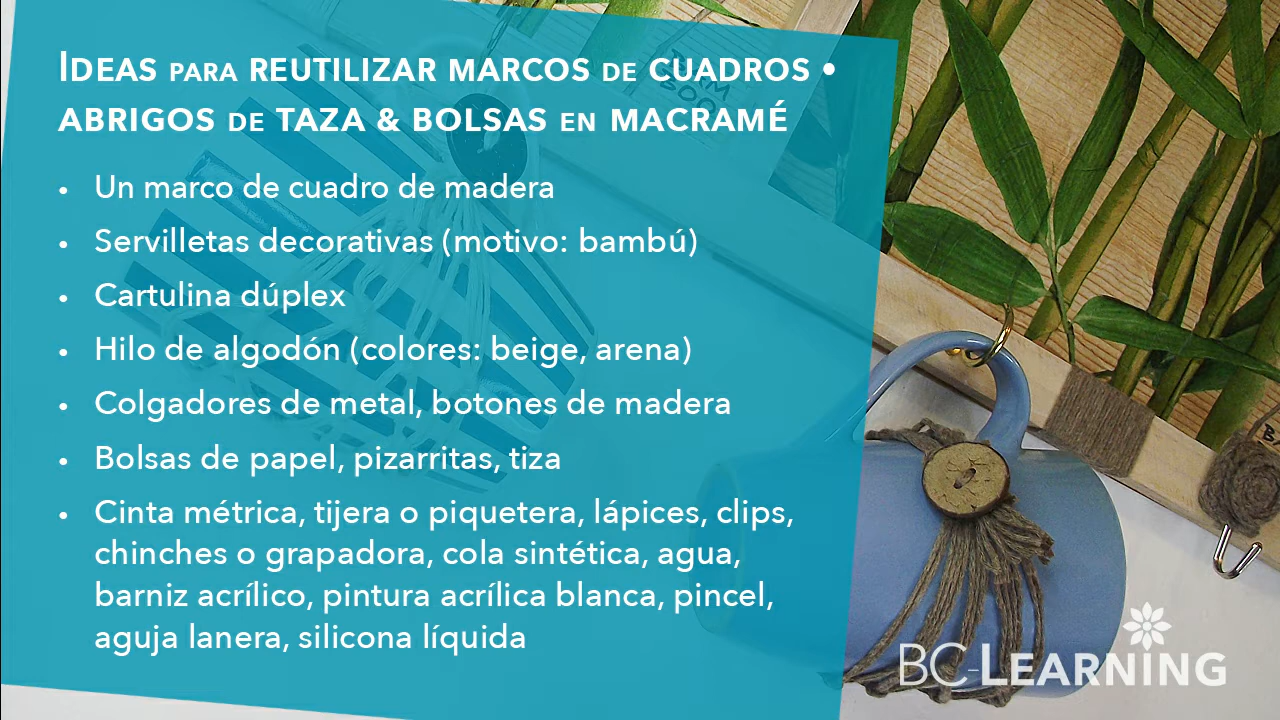 IDEAS PARA REUTILIZAR MARCOS DE CUADROS •
ABRIGOS DE TAZA & BOLSAS EN MACRAMÉ
• Un marco de cuadro de madera
• Servilletas decorativas (motivo: bambú)
• Cartulina dúplex
• Hilo de algodón (colores: beige, arena)
• Colgadores de metal, botones de madera
• Bolsas de papel, pizarritas, tiza
• Cinta métrica, tijera o piquetera, lápices, clips,
chinches o grapadora, cola sintética, agua,
barniz acrílico, pintura acrílica blanca, pincel,
aguja lanera, silicona líquida
BC-LEARNING